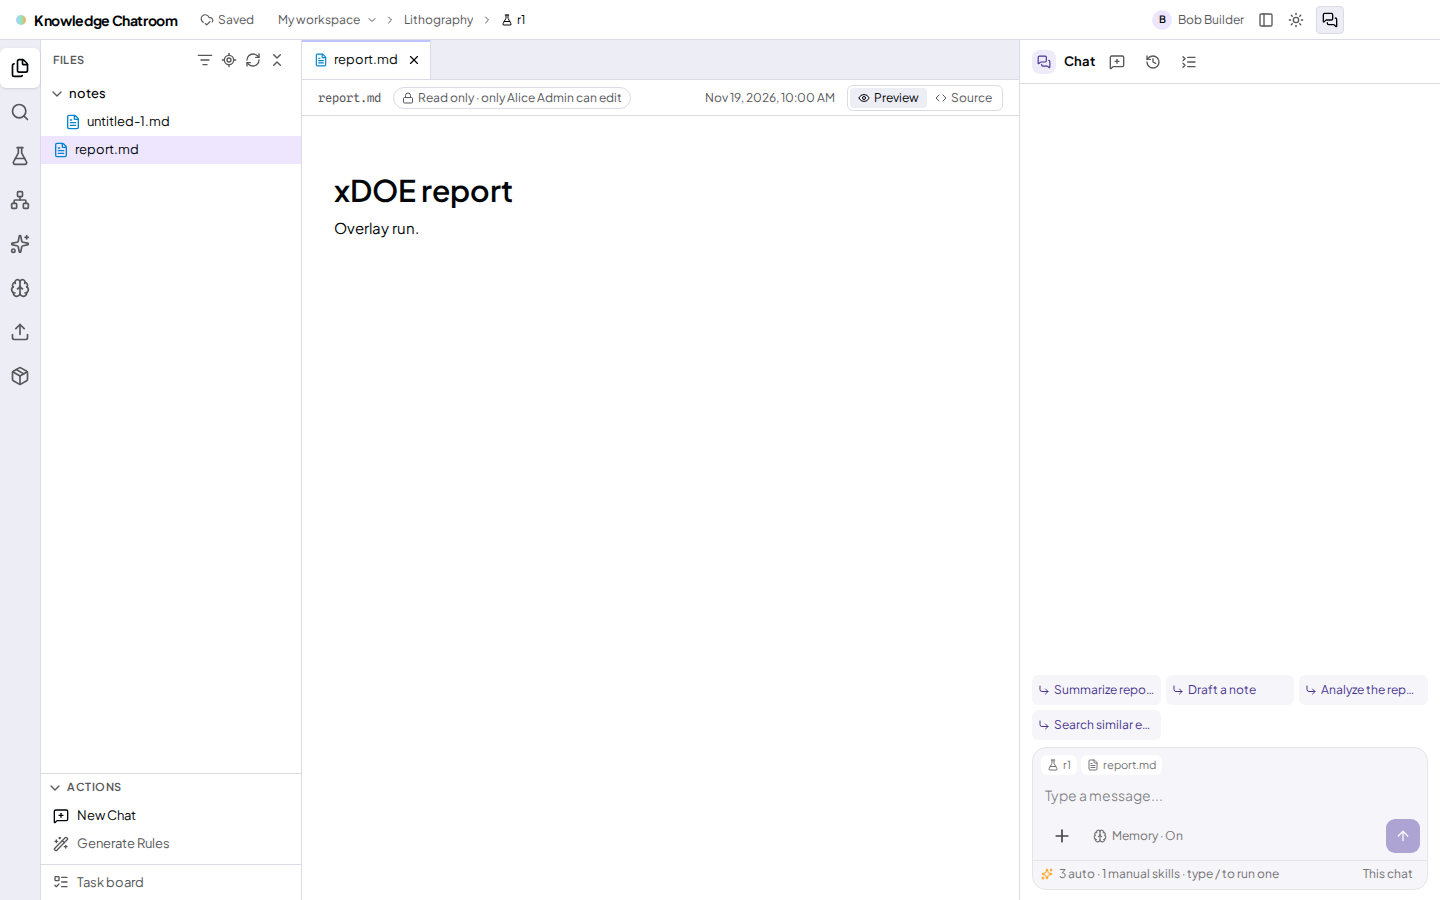 Knowledge Chatroom
Saved
My workspace
Lithography
r1
B
Bob Builder
FILES
notes
untitled-1.md
report.md
ACTIONS
New Chat
Generate Rules
Task board
report.md
report.md
Read only · only Alice Admin can edit
Nov 19, 2026, 10:00 AM
Preview
Source
xDOE report
Overlay run.
Chat
Summarize repo...
Draft a note
Analyze the rep...
Search similar e...
r1
report.md
Type a message...
Memory · On
3 auto · 1 manual skills · type / to run one
This chat